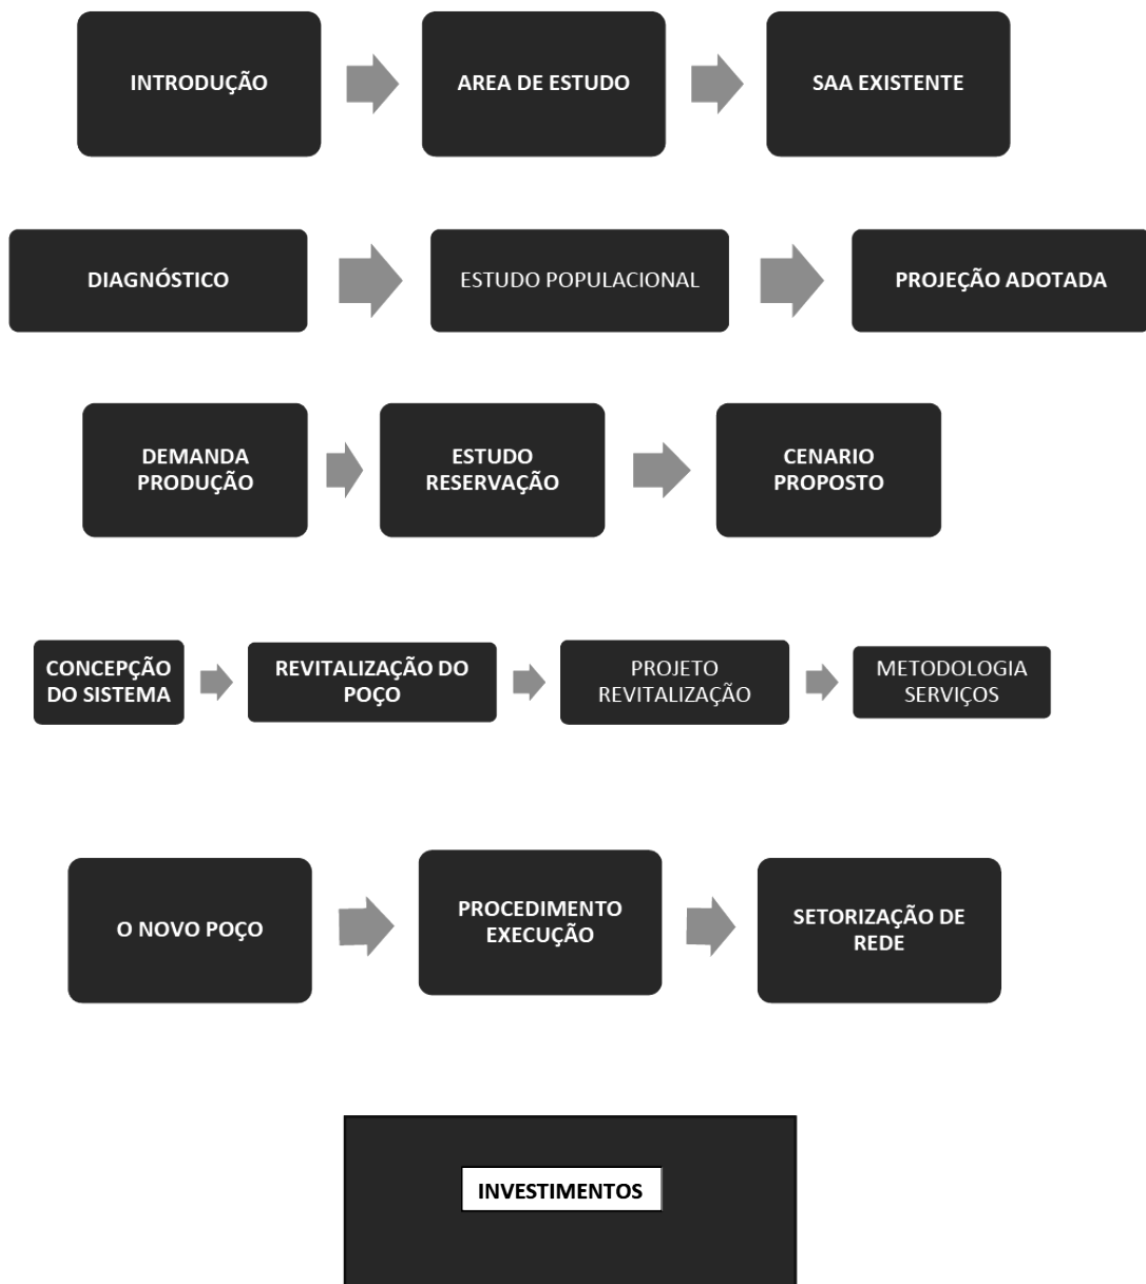 INTRODUÇÃO
AREA DE ESTUDO
SAA EXISTENTE
DIAGNÓSTICO
ESTUDO POPULACIONAL
PROJEÇÃO ADOTADA
DEMANDA
PRODUÇÃO
ESTUDO
RESERVAÇÃO
CENARIO
PROPOSTO
CONCEPÇÃO
DO SISTEMA
REVITALIZAÇÃO DO
POÇO
PROJETO
REVITALIZAÇÃO
METODOLOGIA
SERVIÇOS
O NOVO POÇO
PROCEDIMENTO
EXECUÇÃO
SETORIZAÇÃO DE
REDE
INVESTIMENTOS